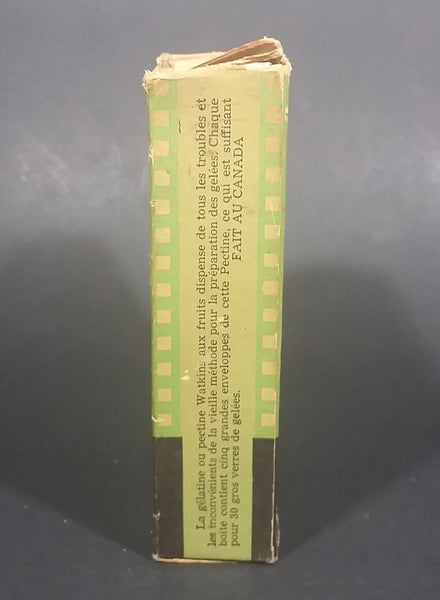 La gélatine ou pectine Watkins aux fruits dispense de tous les troubles et
les inconvénients de la vieille méthode pour la préparation des gelées. Chaque
boite contient cinq grandes enveloppes de cette Pectine, ce qui est suffisant
pour 30 gros verres de gelées.
FAIT AU CANADA